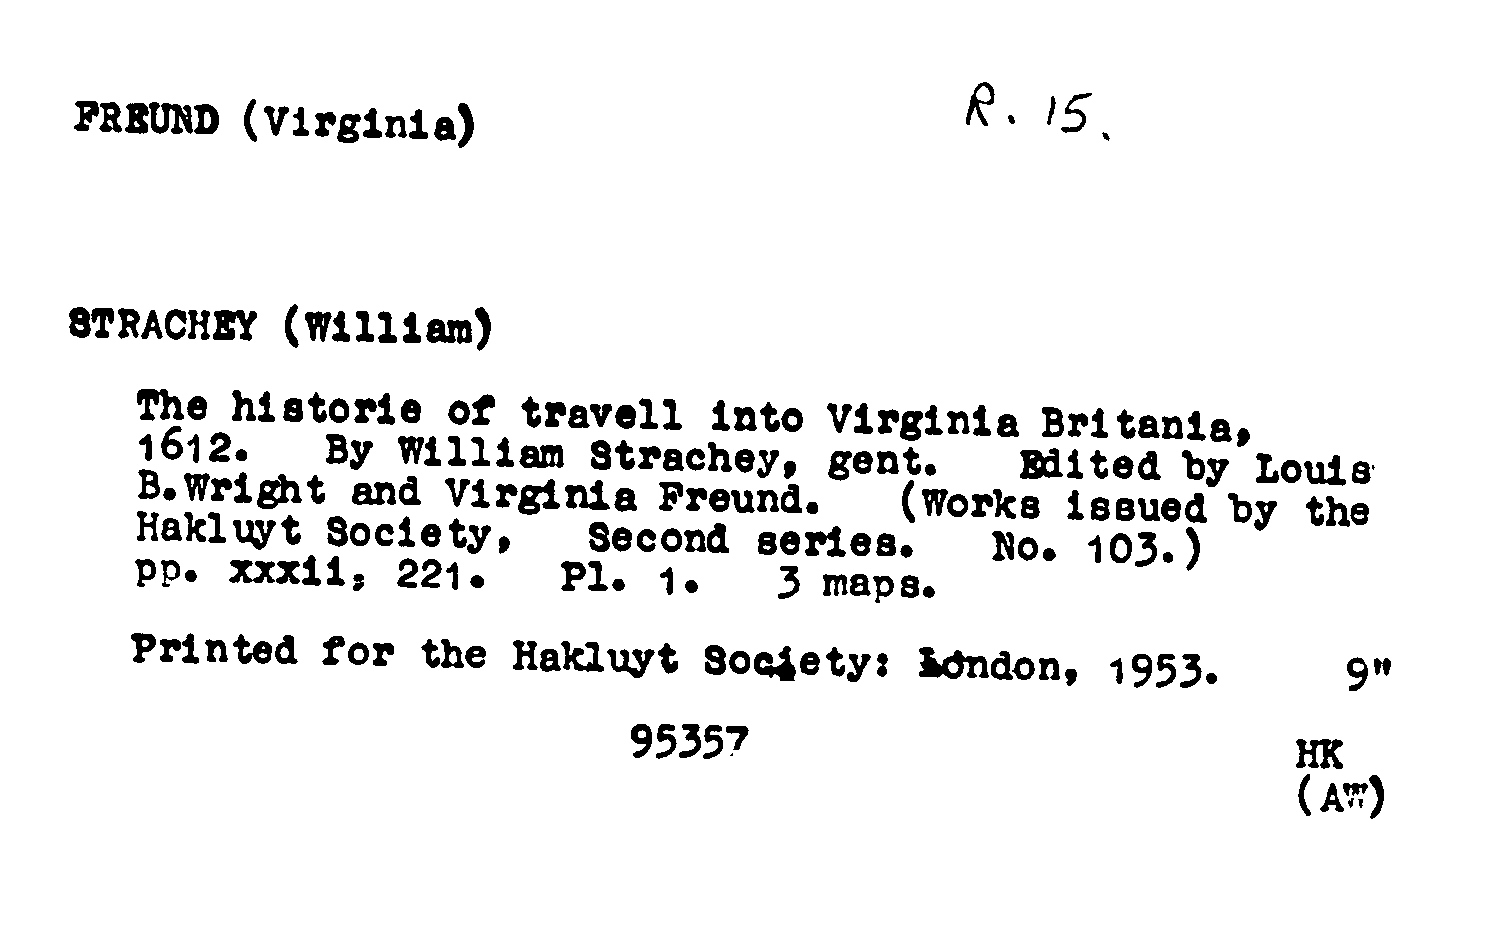 FREUND (Virginia)
R. 15.
STRACHEY (William)
The historie of travell into Virginia Britania,
1612. By William Strachey, gent. Edited by Louis
B.Wright and Virginia Freund. (Works issued by the
Hakluyt Society, Second series. No. 103.)
pp. xxxii, 221. Pl. 1. 3 maps.
Printed for the Hakluyt Society: London, 1953. 9"
95357
HK
(AW)